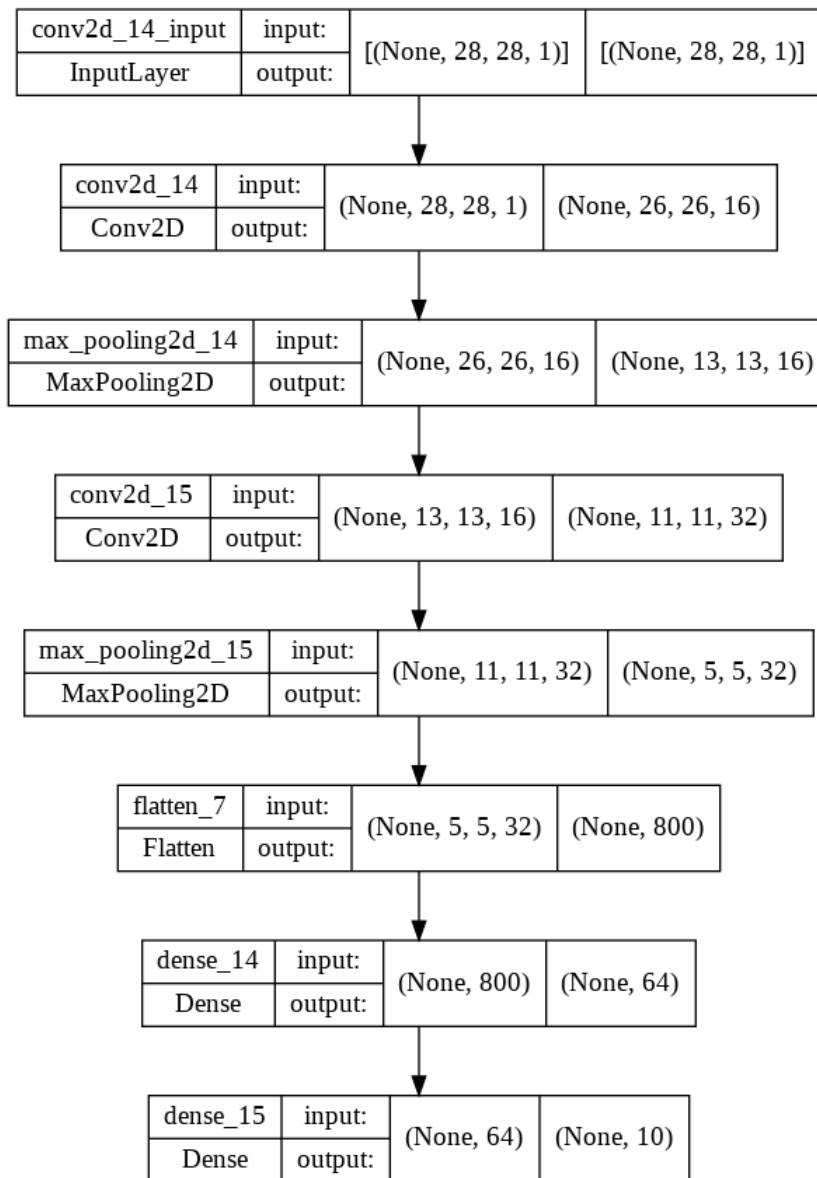 conv2d_14_input input: [(None, 28, 28, 1)] [(None, 28, 28, 1)]
InputLayer output:
conv2d_14 input: (None, 28, 28, 1) (None, 26, 26, 16)
Conv2D output:
max_pooling2d_14 input: (None, 26, 26, 16) (None, 13, 13, 16)
MaxPooling2D output:
conv2d_15 input: (None, 13, 13, 16) (None, 11, 11, 32)
Conv2D output:
max_pooling2d_15 input: (None, 11, 11, 32) (None, 5, 5, 32)
MaxPooling2D output:
flatten_7 input: (None, 5, 5, 32) (None, 800)
Flatten output:
dense_14 input: (None, 800) (None, 64)
Dense output:
dense_15 input: (None, 64) (None, 10)
Dense output: